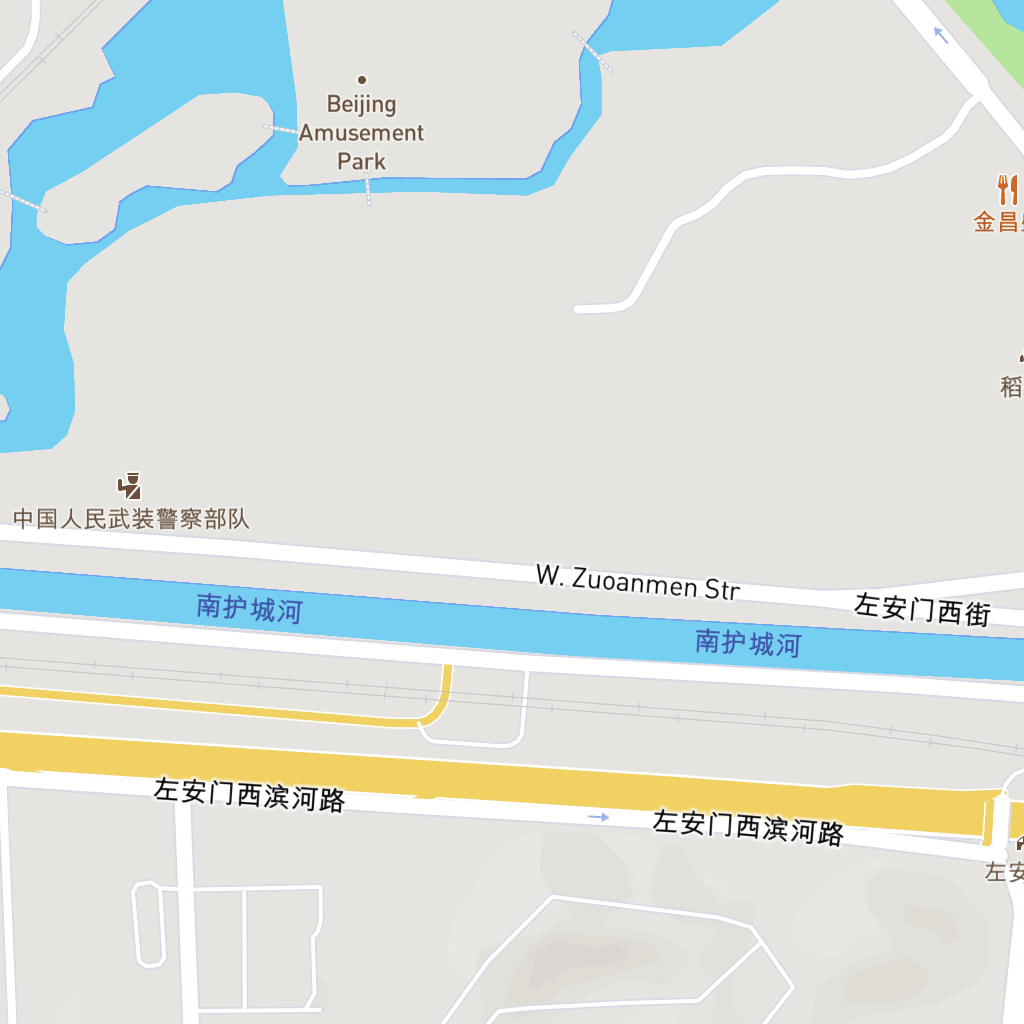 Beijing
Amusement
Park
金昌
稻
中国人民武装警察部队
W. Zuoanmen Str
左安门西街
南护城河
南护城河
左安门西滨河路
左安门西滨河路
左安